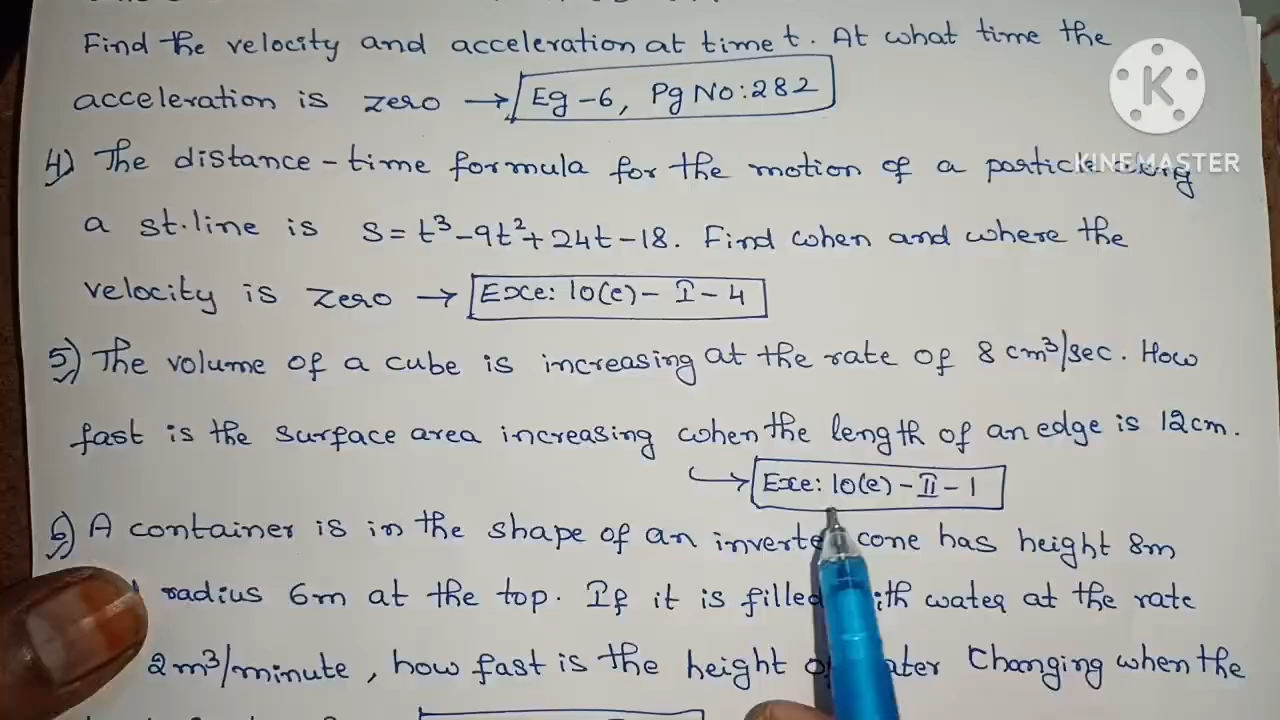 Find the velocity and acceleration at time t. At what time the
acceleration is zero → Eg-6, Pg No:282
K
KINEMASTER
4) The distance-time formula for the motion of a particle along
a st.line is S = t³-9t²+24t-18. Find when and where the
velocity is zero → Exe: 10(e)-I-4
5) The volume of a cube is increasing at the rate of 8 cm³/sec. How
fast is the surface area increasing when the length of an edge is 12cm.
→ Exe: 10(e)-II-1
6) A container is in the shape of an inverted cone has height 8m
radius 6m at the top. If it is filled with water at the rate
2m³/minute, how fast is the height of water changing when the